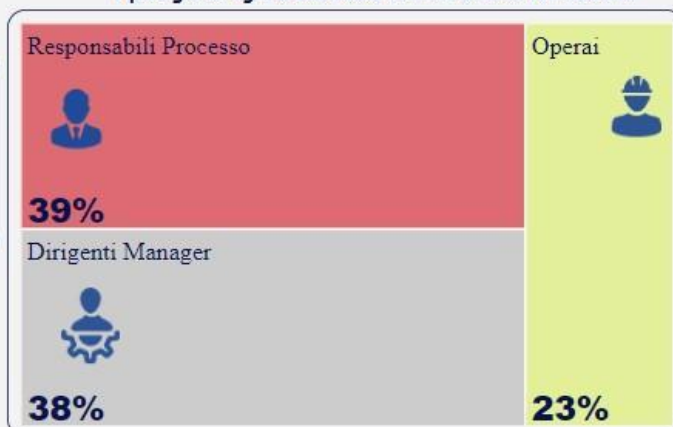 Responsabili Processo
39%
Dirigenti Manager
38%
Operai
23%